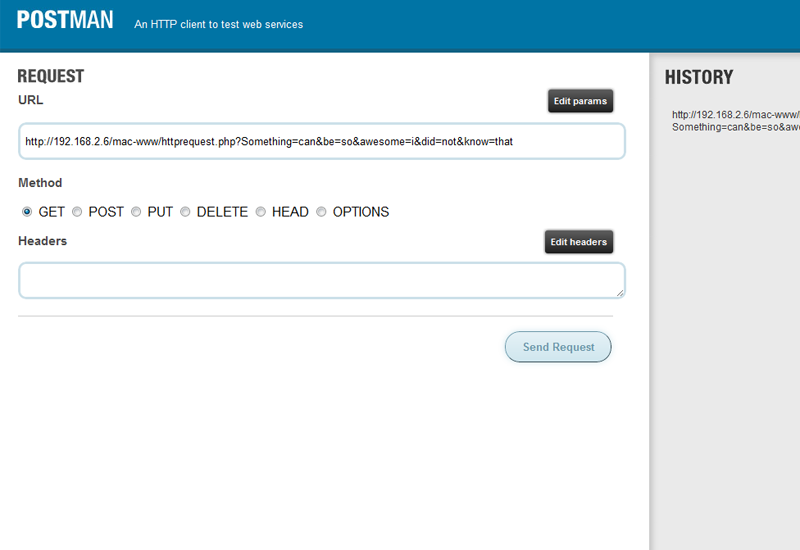 POSTMAN An HTTP client to test web services
REQUEST
URL
Edit params
http://192.168.2.6/mac-www/httprequest.php?Something=can&be=so&awesome=i&did=not&know=that
Method
GET POST PUT DELETE HEAD OPTIONS
Headers
Edit headers
Send Request
HISTORY
http://192.168.2.6/mac-www/
Something=can&be=so&awe